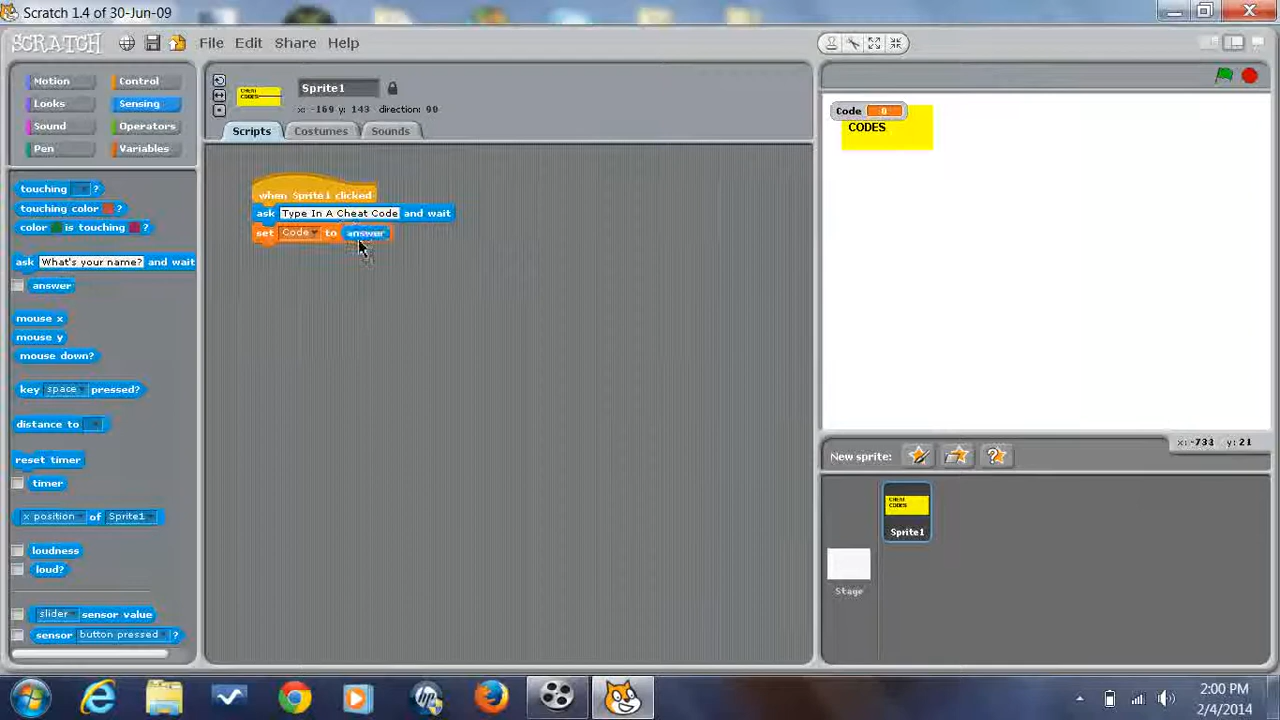 Scratch 1.4 of 30-Jun-09
SCRATCH
File Edit Share Help
Motion Control
Looks Sensing
Sound Operators
Pen Variables
touching ?
touching color ?
color is touching ?
ask What's your name? and wait
answer
mouse x
mouse y
mouse down?
key space pressed?
distance to
reset timer
timer
x position of Sprite1
loudness
loud?
slider sensor value
sensor button pressed ?
CHEAT
CODES
Sprite1
x: -169 y: 143 direction: 90
Scripts Costumes Sounds
when Sprite1 clicked
ask Type In A Cheat Code and wait
set Code to answer
Code 0
CODES
x: -733 y: 21
New sprite:
CHEAT
CODES
Sprite1
Stage
2:00 PM
2/4/2014